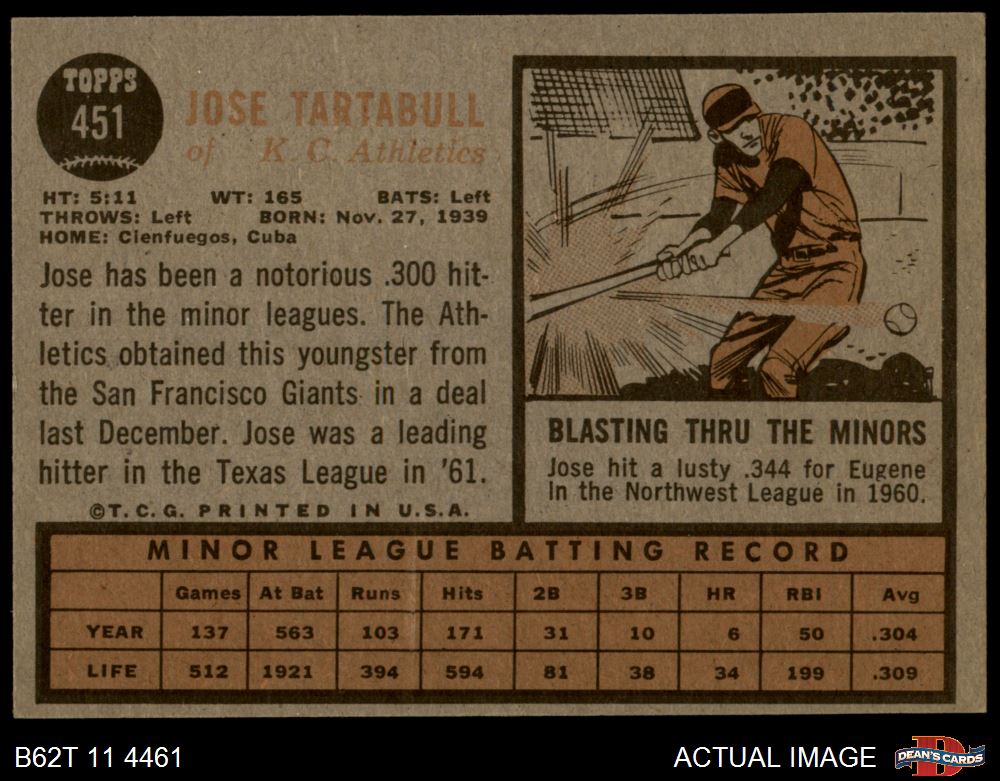 TOPPS
451
JOSE TARTABULL
of K. C. Athletics
HT: 5:11 WT: 165 BATS: Left
THROWS: Left BORN: Nov. 27, 1939
HOME: Cienfuegos, Cuba
Jose has been a notorious .300 hit-
ter in the minor leagues. The Ath-
letics obtained this youngster from
the San Francisco Giants in a deal
last December. Jose was a leading
hitter in the Texas League in '61.
©T.C.G. PRINTED IN U.S.A.
BLASTING THRU THE MINORS
Jose hit a lusty .344 for Eugene
in the Northwest League in 1960.
MINOR LEAGUE BATTING RECORD
Games At Bat Runs Hits 2B 3B HR RBI Avg
YEAR 137 563 103 171 31 10 6 50 .304
LIFE 512 1921 394 594 81 38 34 199 .309
B62T 11 4461
ACTUAL IMAGE
D
DEAN'S CARDS